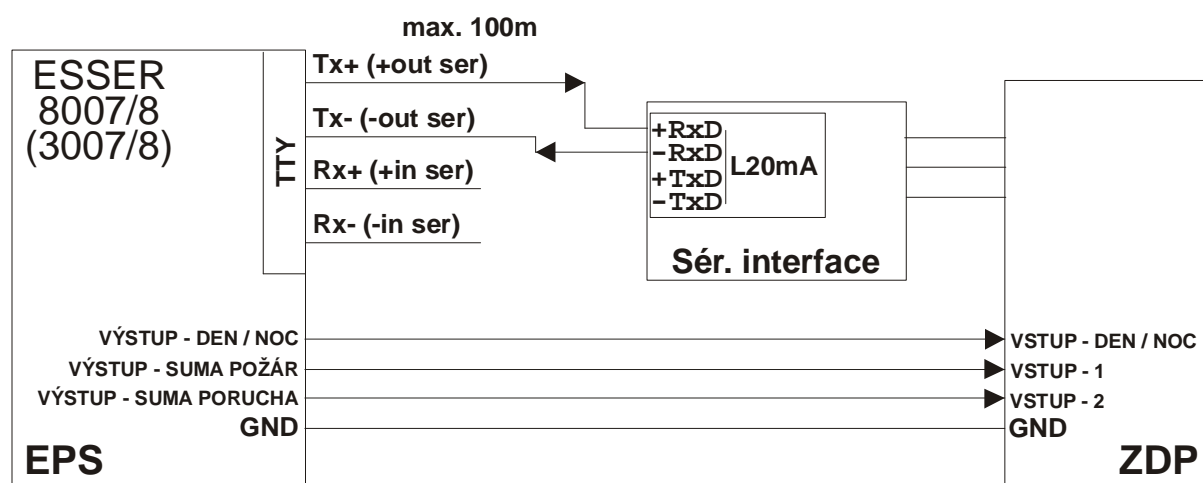 max. 100m
ESSER
8007/8
(3007/8)
TTY
Tx+ (+out ser)
Tx- (-out ser)
Rx+ (+in ser)
Rx- (-in ser)
+RxD
-RxD
+TxD
-TxD
L20mA
Sér. interface
VÝSTUP - DEN / NOC
VÝSTUP - SUMA POŽÁR
VÝSTUP - SUMA PORUCHA
GND
EPS
VSTUP - DEN / NOC
VSTUP - 1
VSTUP - 2
GND
ZDP